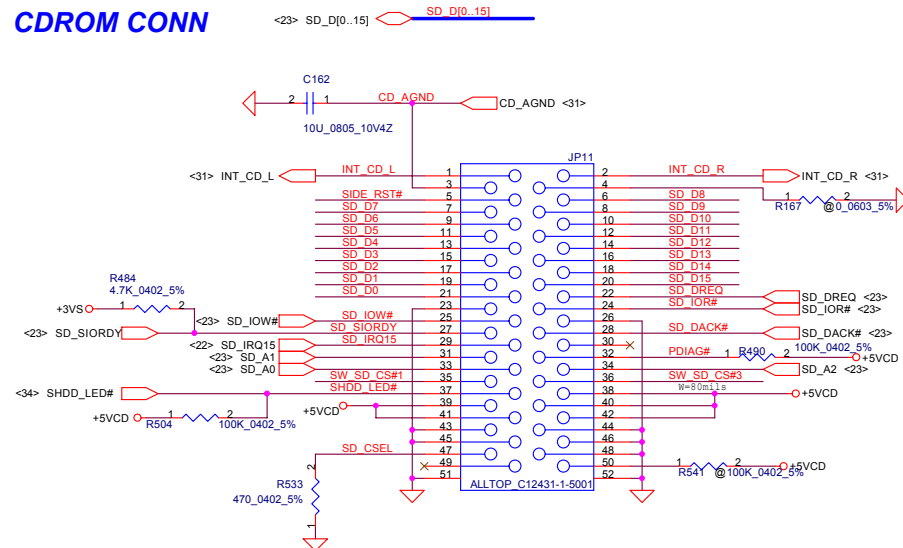 CDROM CONN
<23> SD_D[0..15] SD_D[0..15]
C162
2 1 CD_AGND CD_AGND <31>
10U_0805_10V4Z
JP11
<31> INT_CD_L INT_CD_L 1 2 INT_CD_R INT_CD_R <31>
3 4 1 2
SIDE_RST# 5 6 SD_D8 R167 @0_0603_5%
SD_D7 7 8 SD_D9
SD_D6 9 10 SD_D10
SD_D5 11 12 SD_D11
SD_D4 13 14 SD_D12
SD_D3 15 16 SD_D13
SD_D2 17 18 SD_D14
SD_D1 19 20 SD_D15
R484 SD_D0 21 22 SD_DREQ SD_DREQ <23>
4.7K_0402_5%
+3VS 1 2 23 24 SD_IOR# SD_IOR# <23>
<23> SD_IOW# SD_IOW# 25 26
<23> SD_SIORDY SD_SIORDY 27 28 SD_DACK# SD_DACK# <23>
<22> SD_IRQ15 SD_IRQ15 29 30 100K_0402_5%
<23> SD_A1 31 32 PDIAG# 1 R490 2 +5VCD
<23> SD_A0 33 34 SD_A2 <23>
SW_SD_CS#1 35 36 SW_SD_CS#3
<34> SHDD_LED# SHDD_LED# 37 38 W=80mils +5VCD
+5VCD 39 40
+5VCD 1 2 41 42
R504 100K_0402_5%
43 44
45 46
SD_CSEL 47 48
2 49 50 1 2 +5VCD
R533 51 52 R541 @100K_0402_5%
470_0402_5% ALLTOP_C12431-1-5001
1